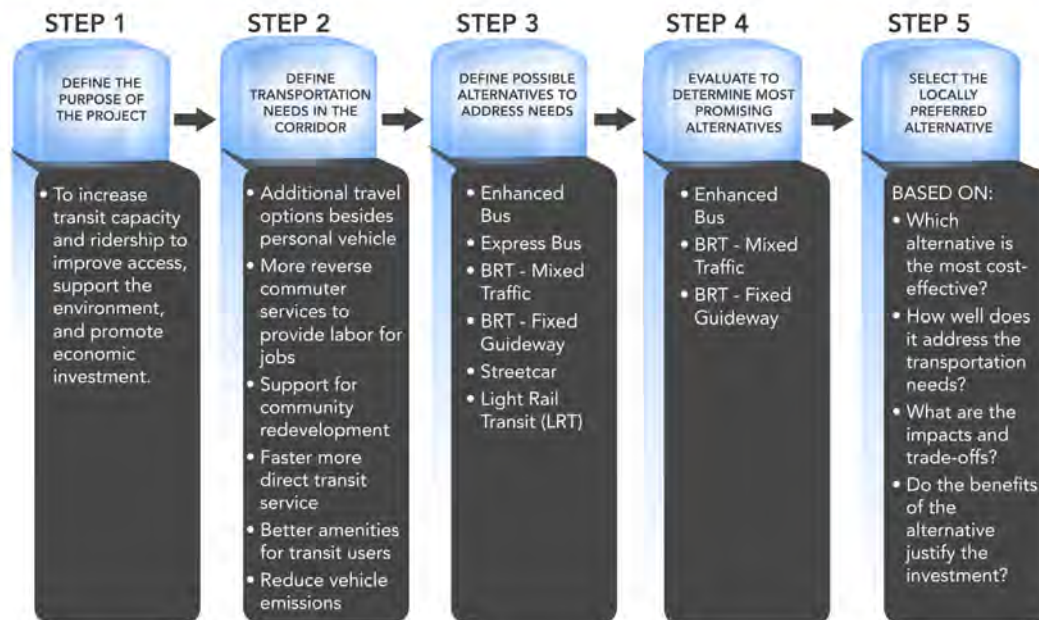 STEP 1
DEFINE THE
PURPOSE OF
THE PROJECT
• To increase
transit capacity
and ridership to
improve access,
support the
environment,
and promote
economic
investment.
STEP 2
DEFINE
TRANSPORTATION
NEEDS IN THE
CORRIDOR
• Additional travel
options besides
personal vehicle
• More reverse
commuter
services to
provide labor for
jobs
• Support for
community
redevelopment
• Faster more
direct transit
service
• Better amenities
for transit users
• Reduce vehicle
emissions
STEP 3
DEFINE POSSIBLE
ALTERNATIVES TO
ADDRESS NEEDS
• Enhanced
Bus
• Express Bus
• BRT - Mixed
Traffic
• BRT - Fixed
Guideway
• Streetcar
• Light Rail
Transit (LRT)
STEP 4
EVALUATE TO
DETERMINE MOST
PROMISING
ALTERNATIVES
• Enhanced
Bus
• BRT - Mixed
Traffic
• BRT - Fixed
Guideway
STEP 5
SELECT THE
LOCALLY
PREFERRED
ALTERNATIVE
BASED ON:
• Which
alternative is
the most cost-
effective?
• How well does
it address the
transportation
needs?
• What are the
impacts and
trade-offs?
• Do the benefits
of the
alternative
justify the
investment?